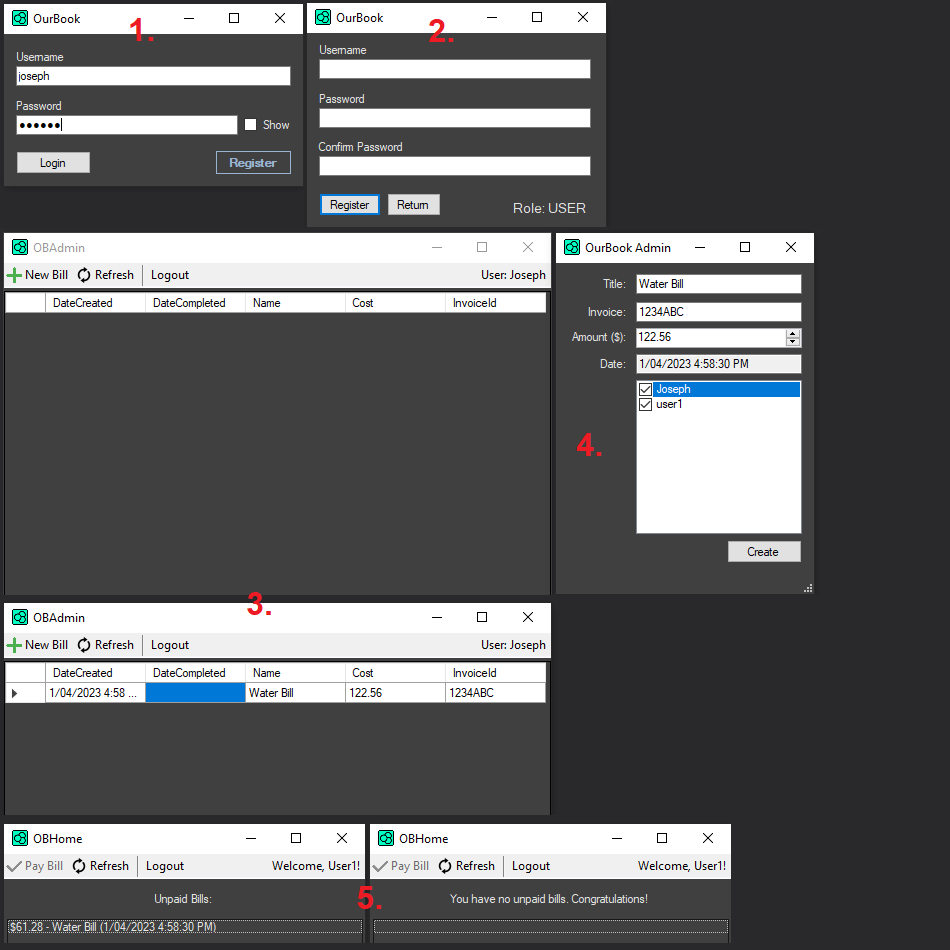 OurBook
1.
Username
joseph
Password
●●●●●●
Show
Login
Register
OurBook
2.
Username
Password
Confirm Password
Register
Return
Role: USER
OBAdmin
New Bill Refresh Logout User: Joseph
DateCreated DateCompleted Name Cost InvoiceId
OurBook Admin
Title: Water Bill
Invoice: 1234ABC
Amount ($): 122.56
Date: 1/04/2023 4:58:30 PM
Joseph
user1
4.
Create
3.
OBAdmin
New Bill Refresh Logout User: Joseph
DateCreated DateCompleted Name Cost InvoiceId
1/04/2023 4:58 ... Water Bill 122.56 1234ABC
OBHome
Pay Bill Refresh Logout Welcome, User1!
Unpaid Bills:
$61.28 - Water Bill (1/04/2023 4:58:30 PM)
5.
OBHome
Pay Bill Refresh Logout Welcome, User1!
You have no unpaid bills. Congratulations!